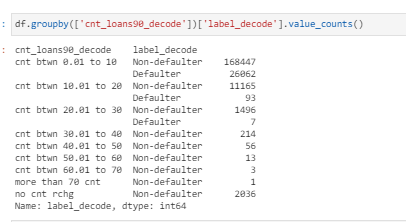 : df.groupby(['cnt_loans90_decode'])['label_decode'].value_counts()
: cnt_loans90_decode label_decode
cnt btwn 0.01 to 10 Non-defaulter 168447
Defaulter 26062
cnt btwn 10.01 to 20 Non-defaulter 11165
Defaulter 93
cnt btwn 20.01 to 30 Non-defaulter 1496
Defaulter 7
cnt btwn 30.01 to 40 Non-defaulter 214
cnt btwn 40.01 to 50 Non-defaulter 56
cnt btwn 50.01 to 60 Non-defaulter 13
cnt btwn 60.01 to 70 Non-defaulter 3
more than 70 cnt Non-defaulter 1
no cnt rchg Non-defaulter 2036
Name: label_decode, dtype: int64